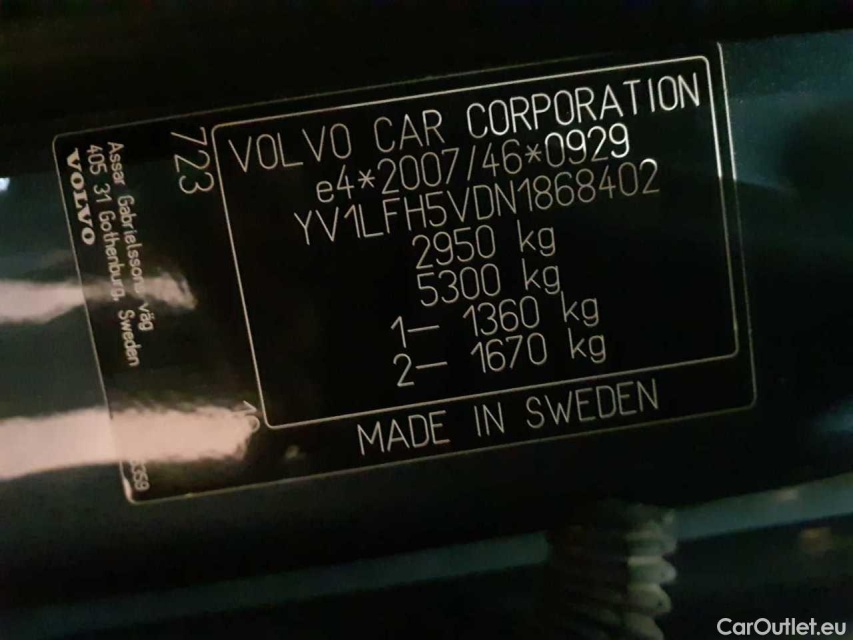 VOLVO CAR CORPORATION
e4*2007/46*0929
YV1LFH5VDN1868402
2950 kg
5300 kg
1– 1360 kg
2– 1670 kg
MADE IN SWEDEN
723
Assar Gabrielssons väg
405 31 Gothenburg, Sweden
VOLVO
CarOutlet.eu